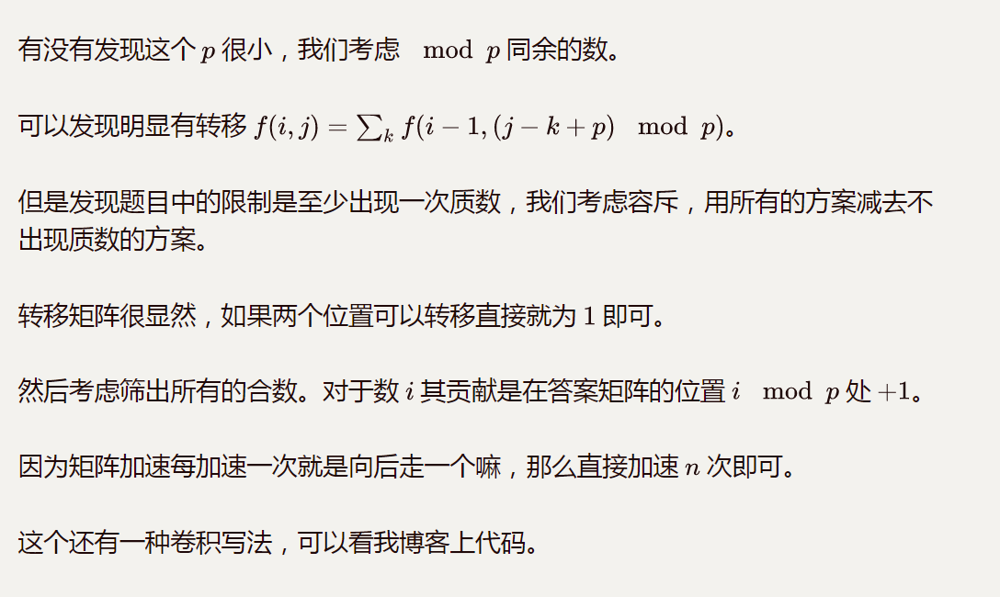 有没有发现这个 p 很小，我们考虑 mod p 同余的数。
可以发现明显有转移 f(i, j) = ∑ₖ f(i − 1, (j − k + p) mod p)。
但是发现题目中的限制是至少出现一次质数，我们考虑容斥，用所有的方案减去不
出现质数的方案。
转移矩阵很显然，如果两个位置可以转移直接就为 1 即可。
然后考虑筛出所有的合数。对于数 i 其贡献是在答案矩阵的位置 i mod p 处 +1。
因为矩阵加速每加速一次就是向后走一个嘛，那么直接加速 n 次即可。
这个还有一种卷积写法，可以看我博客上代码。